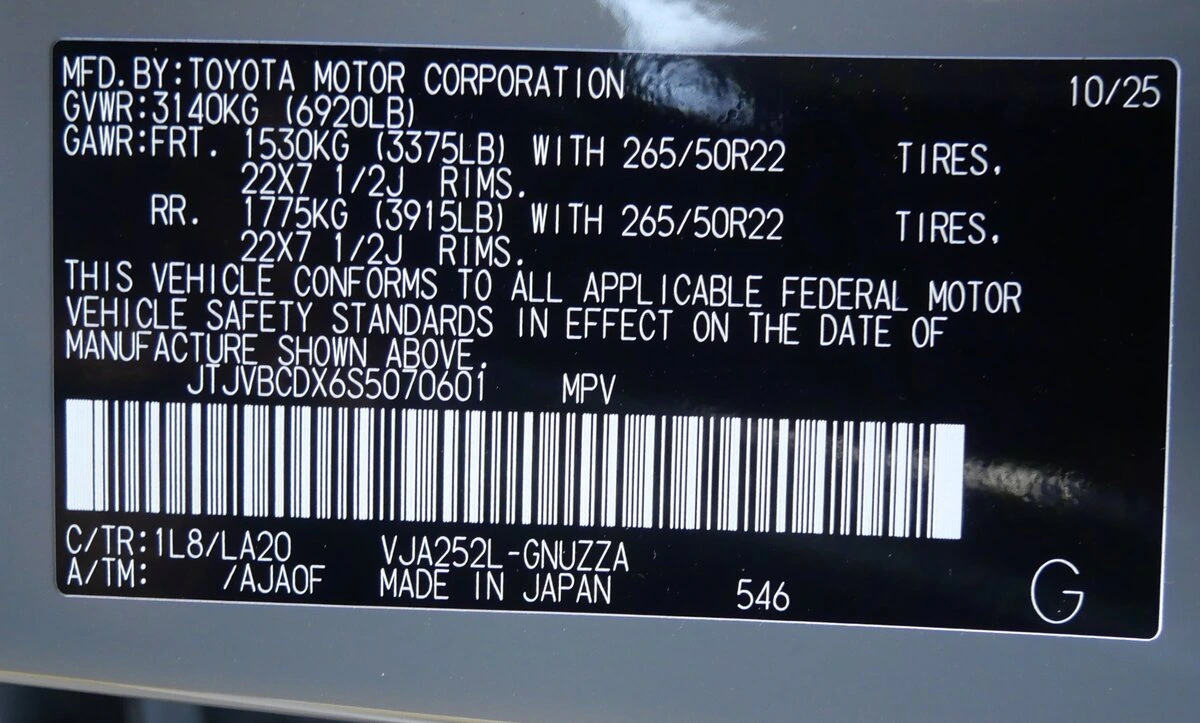 MFD.BY:TOYOTA MOTOR CORPORATION 10/25
GVWR:3140KG (6920LB)
GAWR:FRT. 1530KG (3375LB) WITH 265/50R22 TIRES.
22X7 1/2J RIMS.
RR. 1775KG (3915LB) WITH 265/50R22 TIRES.
22X7 1/2J RIMS.
THIS VEHICLE CONFORMS TO ALL APPLICABLE FEDERAL MOTOR
VEHICLE SAFETY STANDARDS IN EFFECT ON THE DATE OF
MANUFACTURE SHOWN ABOVE.
JTJVBCDX6S5070601 MPV
C/TR:1L8/LA20 VJA252L-GNUZZA
A/TM: /AJA0F MADE IN JAPAN 546 G